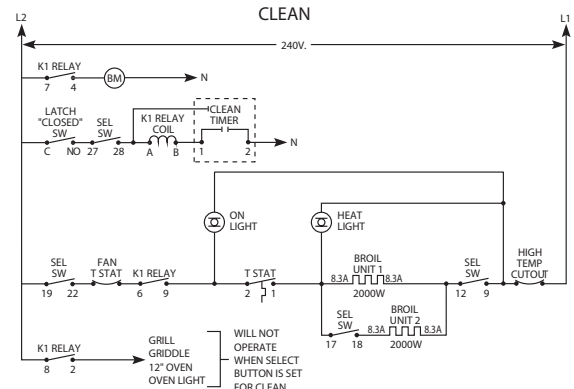 CLEAN
L2
L1
240V.
K1 RELAY
7 4
BM
N
LATCH
"CLOSED"
SW
C NO
SEL
SW
27 28
K1 RELAY
COIL
A B
CLEAN
TIMER
1 2
N
ON
LIGHT
HEAT
LIGHT
SEL
SW
19 22
FAN
T STAT
K1 RELAY
6 9
T STAT
2 1
BROIL
UNIT 1
8.3A 8.3A
2000W
SEL
SW
12 9
HIGH
TEMP
CUTOUT
SEL
SW
17 18
BROIL
UNIT 2
8.3A 8.3A
2000W
K1 RELAY
8 2
GRILL
GRIDDLE
12" OVEN
OVEN LIGHT
WILL NOT
OPERATE
WHEN SELECT
BUTTON IS SET
FOR CLEAN